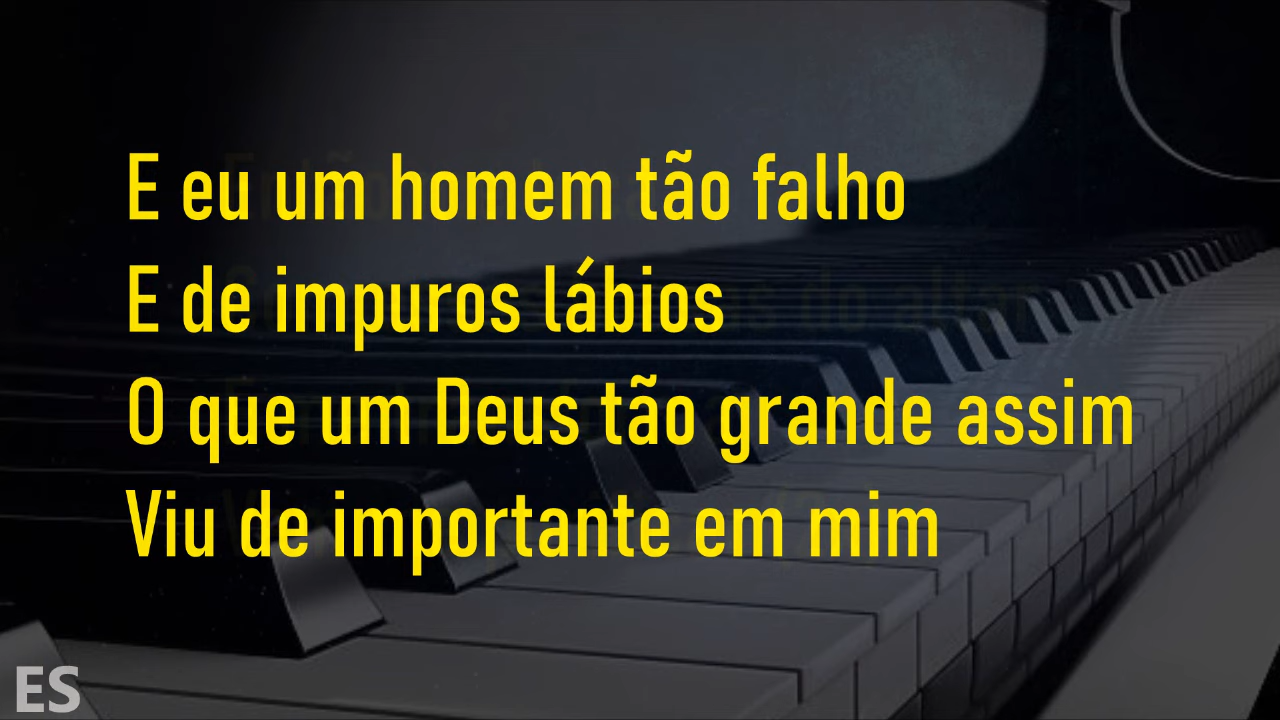 E eu um homem tão falho
E de impuros lábios
O que um Deus tão grande assim
Viu de importante em mim
ES